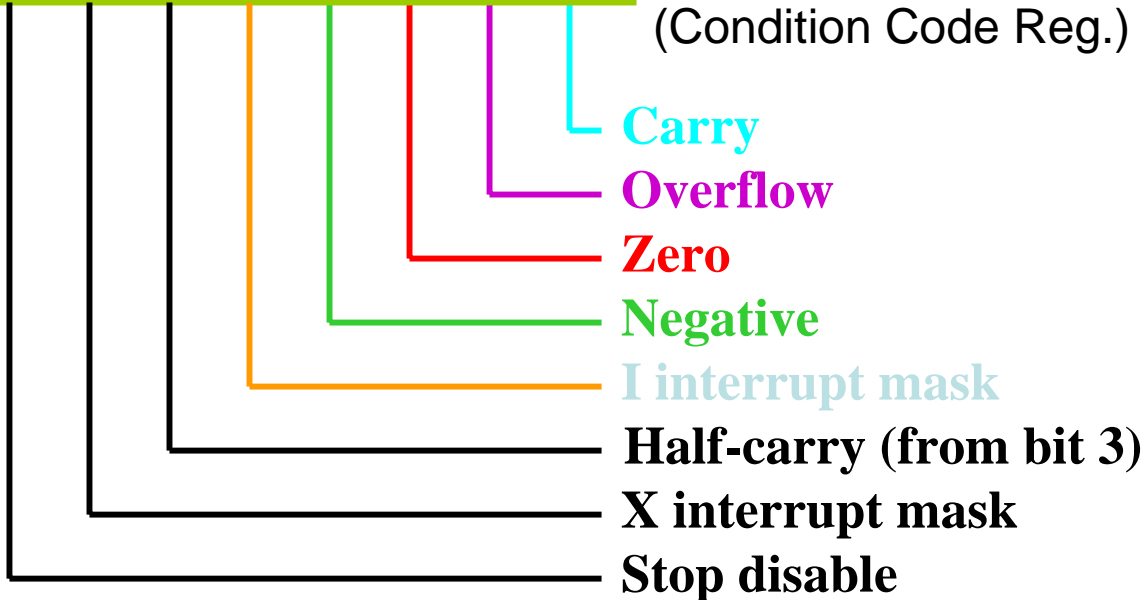 (Condition Code Reg.)
Carry
Overflow
Zero
Negative
I interrupt mask
Half-carry (from bit 3)
X interrupt mask
Stop disable